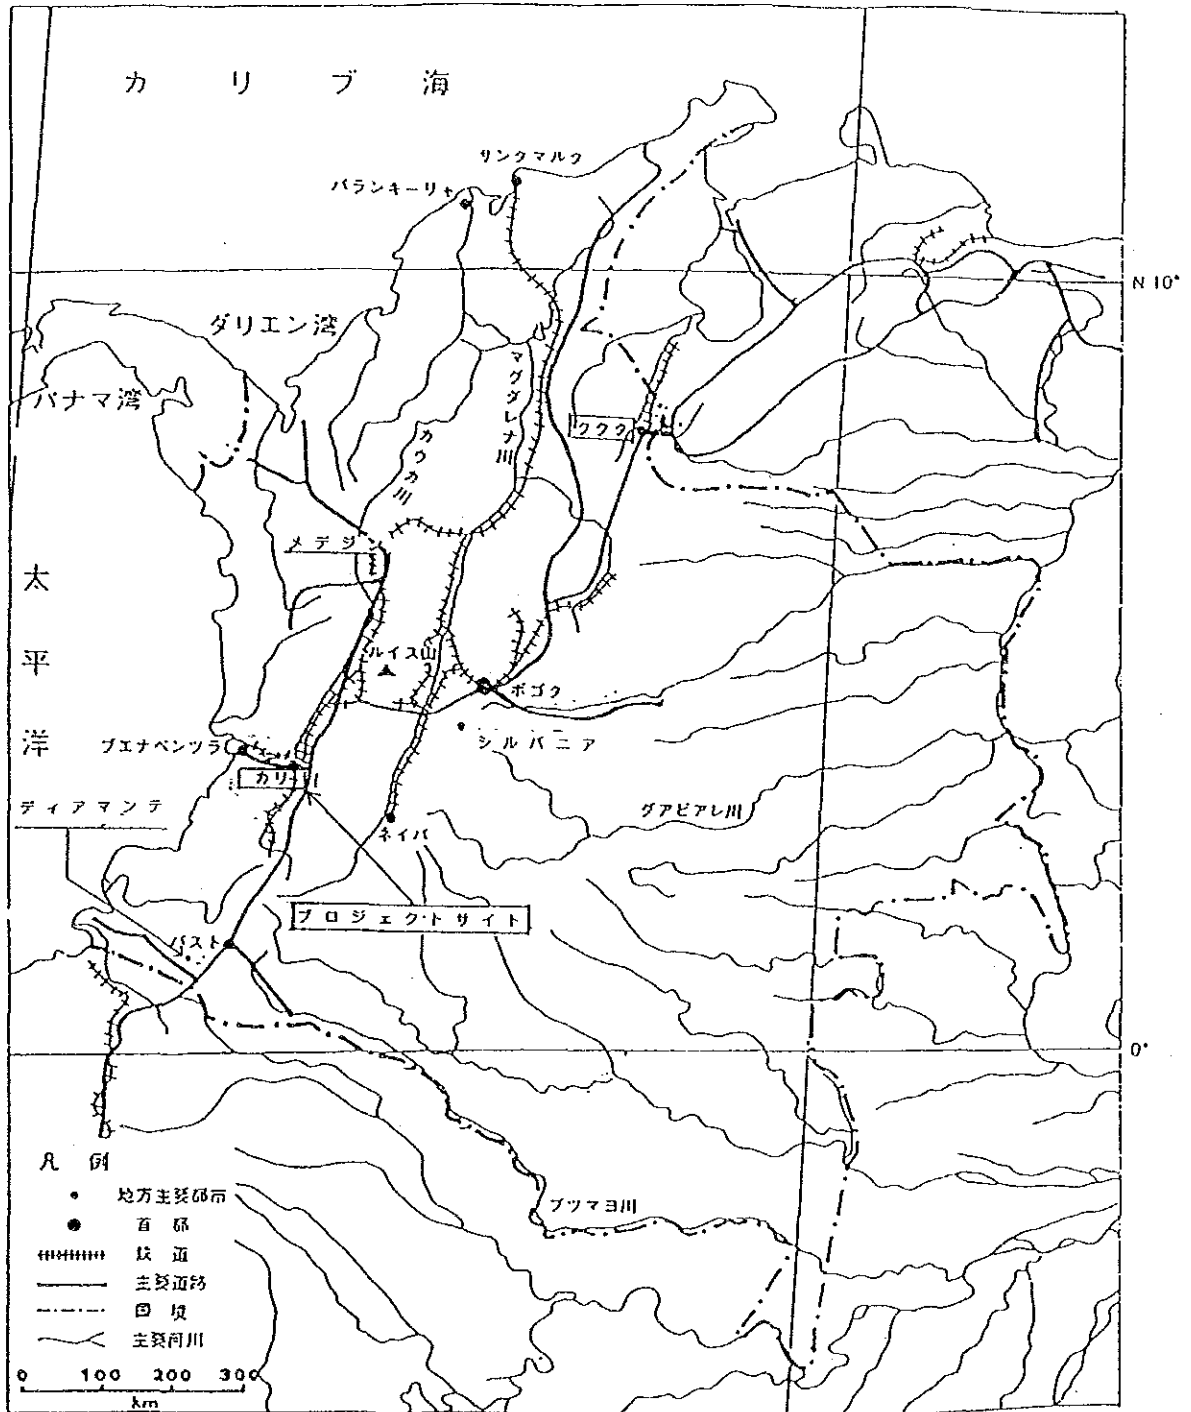 カリブ海
サンタマルタ
バランキーリャ
N 10°
ダリエン湾
パナマ湾
マグダレナ川
カウカ川
ククタ
メデジン
太平洋
ルイス山
ボゴタ
シルバニア
ブエナベンツラ
カリ
ディアマンテ
グアビアレ川
ネイバ
プロジェクトサイト
パスト
0°
プツマヨ川
凡例
地方主要都市
首都
鉄道
主要道路
国境
主要河川
0 100 200 300
km